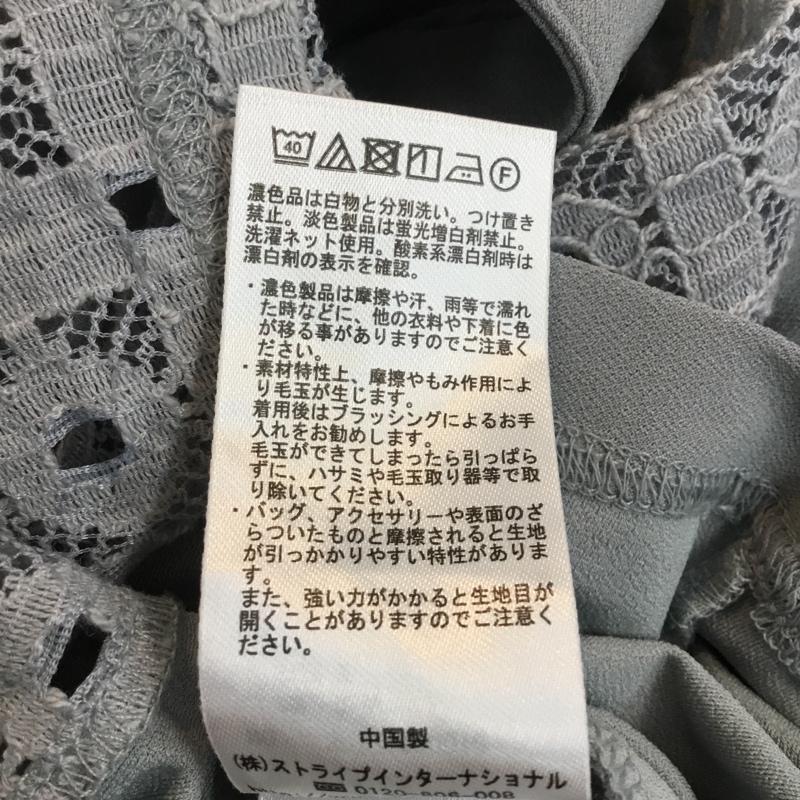 40 F
濃色品は白物と分別洗い。つけ置き
禁止。淡色製品は蛍光増白剤禁止。
洗濯ネット使用。酸素系漂白剤時は
漂白剤の表示を確認。
・濃色製品は摩擦や汗、雨等で濡れ
た時などに、他の衣料や下着に色
が移る事がありますのでご注意く
ださい。
・素材特性上、摩擦やもみ作用によ
り毛玉が生じます。
着用後はブラッシングによるお手
入れをお勧めします。
毛玉ができてしまったら引っぱら
ずに、ハサミや毛玉取り器等で取
り除いてください。
・バッグ、アクセサリーや表面のざ
らついたものと摩擦されると生地
が引っかかりやすい特性がありま
す。
また、強い力がかかると生地目が
開くことがありますのでご注意く
ださい。
中国製
(株)ストライプインターナショナル
0120-806-008